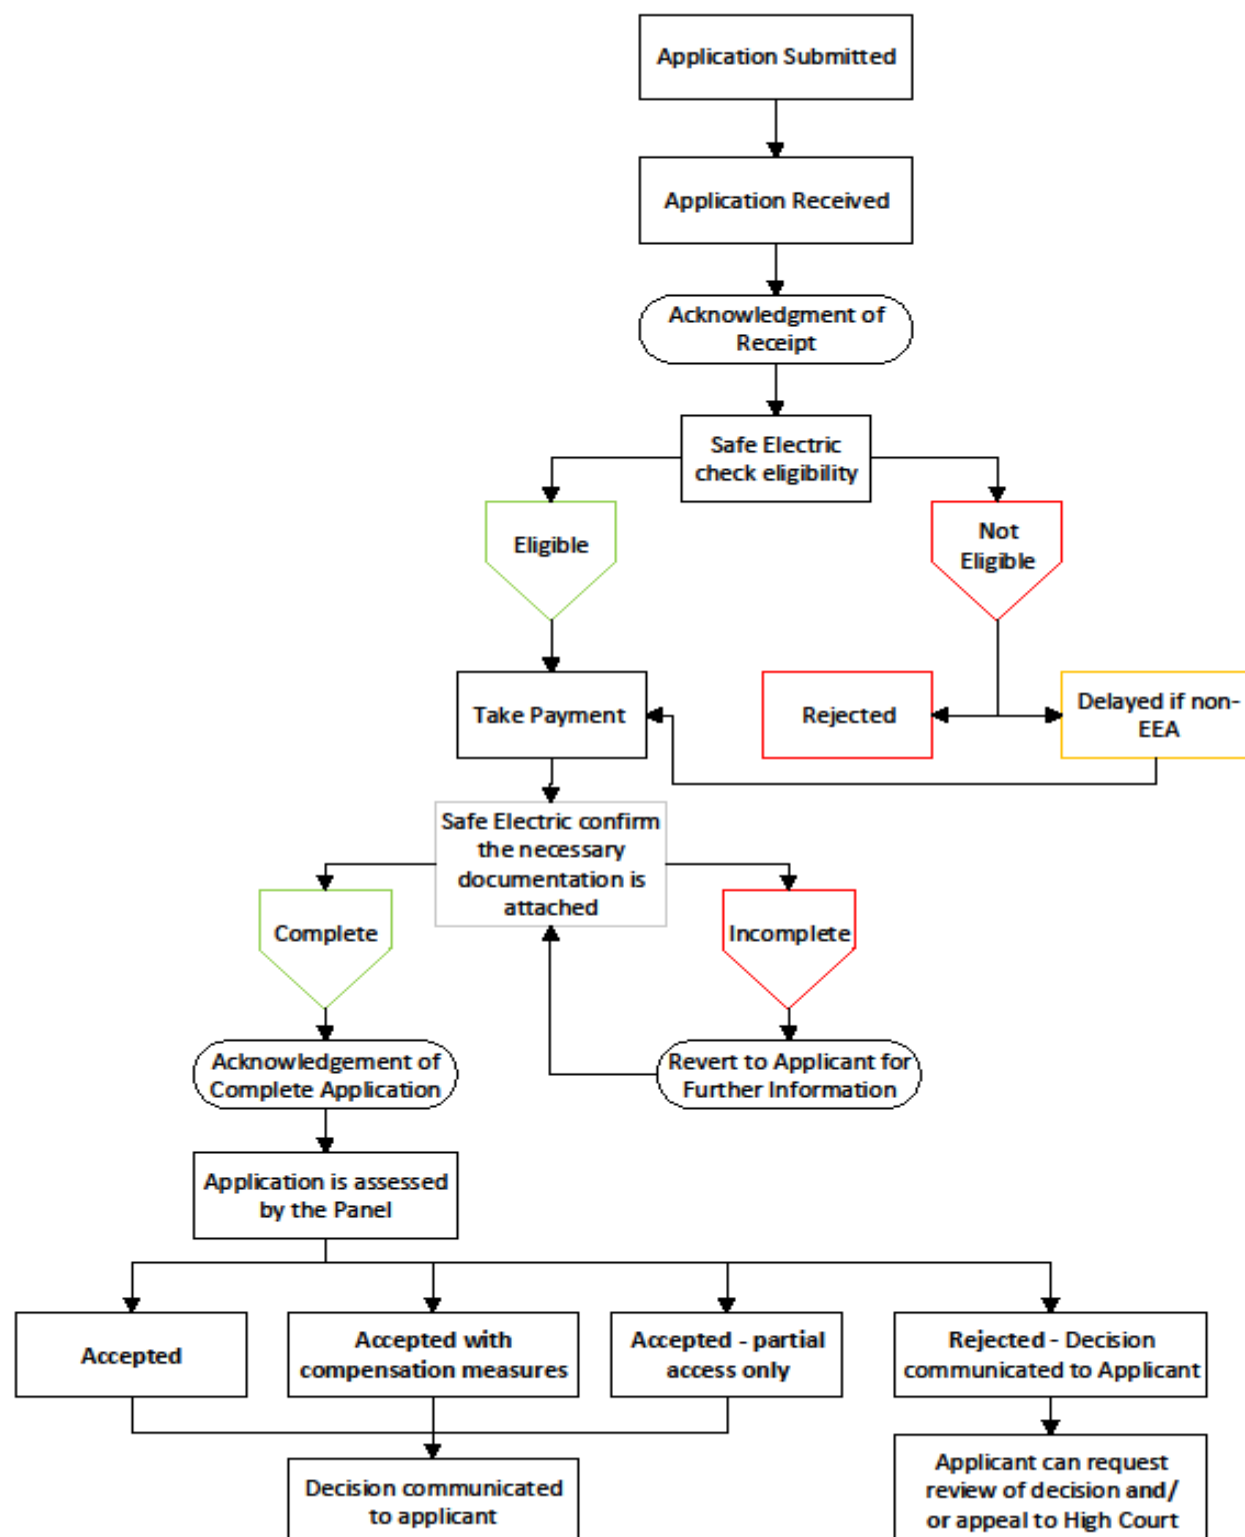 Application Submitted
Application Received
Acknowledgment of
Receipt
Safe Electric
check eligibility
Eligible
Not
Eligible
Take Payment
Rejected
Delayed if non-
EEA
Safe Electric confirm
the necessary
documentation is
attached
Complete
Incomplete
Acknowledgement of
Complete Application
Revert to Applicant for
Further Information
Application is assessed
by the Panel
Accepted
Accepted with
compensation measures
Accepted - partial
access only
Rejected - Decision
communicated to Applicant
Decision communicated
to applicant
Applicant can request
review of decision and/
or appeal to High Court